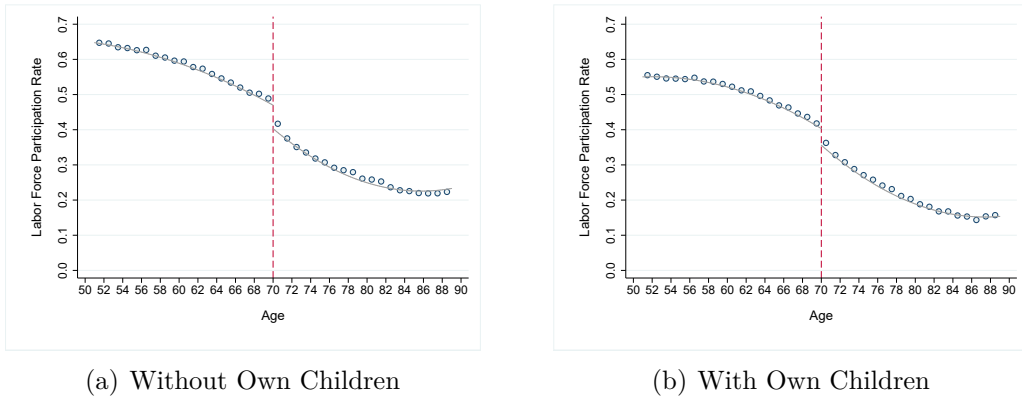 Labor Force Participation Rate
0.7
0.6
0.5
0.4
0.3
0.2
0.1
0.0
50 52 54 56 58 60 62 64 66 68 70 72 74 76 78 80 82 84 86 88 90
Age
(a) Without Own Children
Labor Force Participation Rate
0.7
0.6
0.5
0.4
0.3
0.2
0.1
0.0
50 52 54 56 58 60 62 64 66 68 70 72 74 76 78 80 82 84 86 88 90
Age
(b) With Own Children